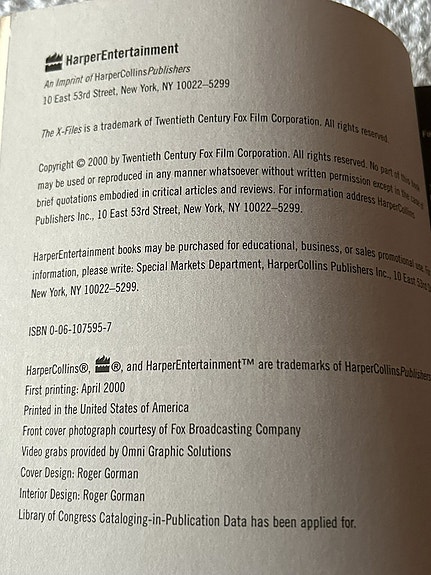 HarperEntertainment
An Imprint of HarperCollinsPublishers
10 East 53rd Street, New York, NY 10022–5299
The X-Files is a trademark of Twentieth Century Fox Film Corporation. All rights reserved
Copyright © 2000 by Twentieth Century Fox Film Corporation. All rights reserved. No part of this book
may be used or reproduced in any manner whatsoever without written permission except in the case of
brief quotations embodied in critical articles and reviews. For information address HarperCollins
Publishers Inc., 10 East 53rd Street, New York, NY 10022–5299.
HarperEntertainment books may be purchased for educational, business, or sales promotional use.
information, please write: Special Markets Department, HarperCollins Publishers Inc., 10 East 53rd
New York, NY 10022–5299.
ISBN 0-06-107595-7
HarperCollins®, ®, and HarperEntertainment™ are trademarks of HarperCollinsPublishers
First printing: April 2000
Printed in the United States of America
Front cover photograph courtesy of Fox Broadcasting Company
Video grabs provided by Omni Graphic Solutions
Cover Design: Roger Gorman
Interior Design: Roger Gorman
Library of Congress Cataloging-in-Publication Data has been applied for.